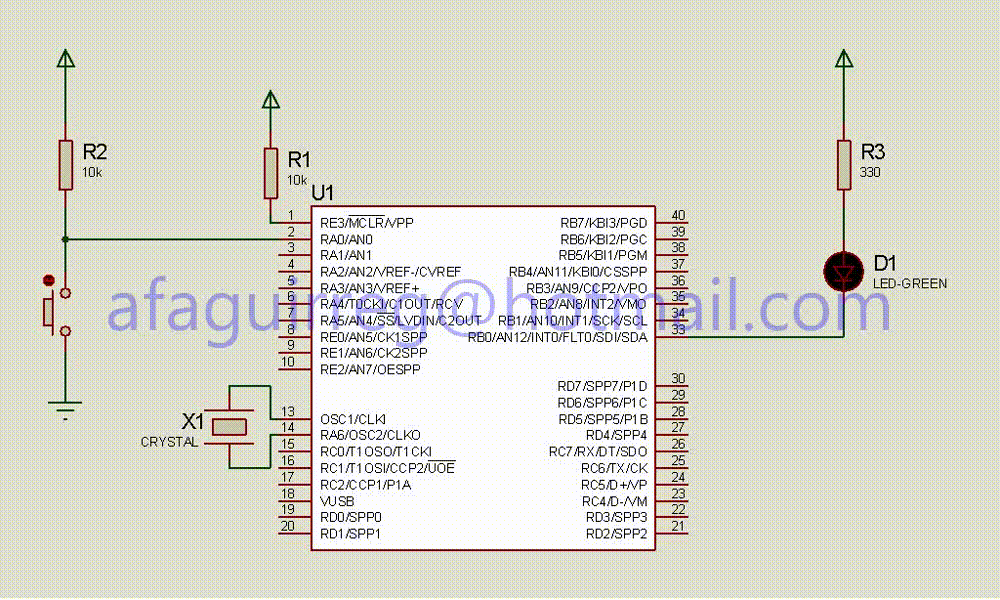 R2
10k
R1
10k
U1
R3
330
D1
LED-GREEN
X1
CRYSTAL
1 RE3/MCLR/VPP
2 RA0/AN0
3 RA1/AN1
4 RA2/AN2/VREF-/CVREF
5 RA3/AN3/VREF+
6 RA4/T0CKI/C1OUT/RCV
7 RA5/AN4/SS/LVDIN/C2OUT
8 RE0/AN5/CK1SPP
9 RE1/AN6/CK2SPP
10 RE2/AN7/OESPP
13 OSC1/CLKI
14 RA6/OSC2/CLKO
15 RC0/T1OSO/T1CKI
16 RC1/T1OSI/CCP2/UOE
17 RC2/CCP1/P1A
18 VUSB
19 RD0/SPP0
20 RD1/SPP1
RB7/KBI3/PGD 40
RB6/KBI2/PGC 39
RB5/KBI1/PGM 38
RB4/AN11/KBI0/CSSPP 37
RB3/AN9/CCP2/VPO 36
RB2/AN8/INT2/VMO 35
RB1/AN10/INT1/SCK/SCL 34
RB0/AN12/INT0/FLT0/SDI/SDA 33
RD7/SPP7/P1D 30
RD6/SPP6/P1C 29
RD5/SPP5/P1B 28
RD4/SPP4 27
RC7/RX/DT/SDO 26
RC6/TX/CK 25
RC5/D+/VP 24
RC4/D-/VM 23
RD3/SPP3 22
RD2/SPP2 21
afaguirreg@hotmail.com